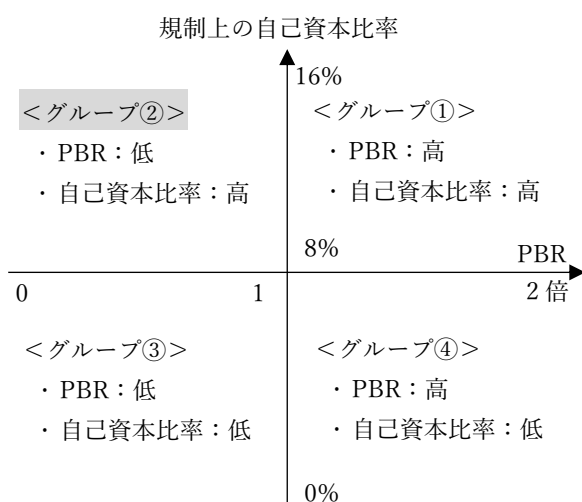 規制上の自己資本比率
16%
<グループ②>
・PBR:低
・自己資本比率:高
<グループ①>
・PBR:高
・自己資本比率:高
8%
PBR
0
1
2倍
<グループ③>
・PBR:低
・自己資本比率:低
<グループ④>
・PBR:高
・自己資本比率:低
0%